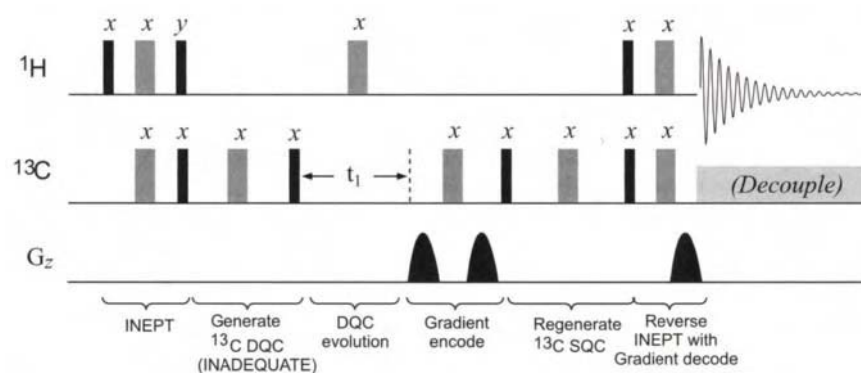 x x y x x x
¹H
x x x x x x x x x
¹³C
t₁
(Decouple)
G_z
INEPT
Generate
¹³C DQC
(INADEQUATE)
DQC
evolution
Gradient
encode
Regenerate
¹³C SQC
Reverse
INEPT with
Gradient decode